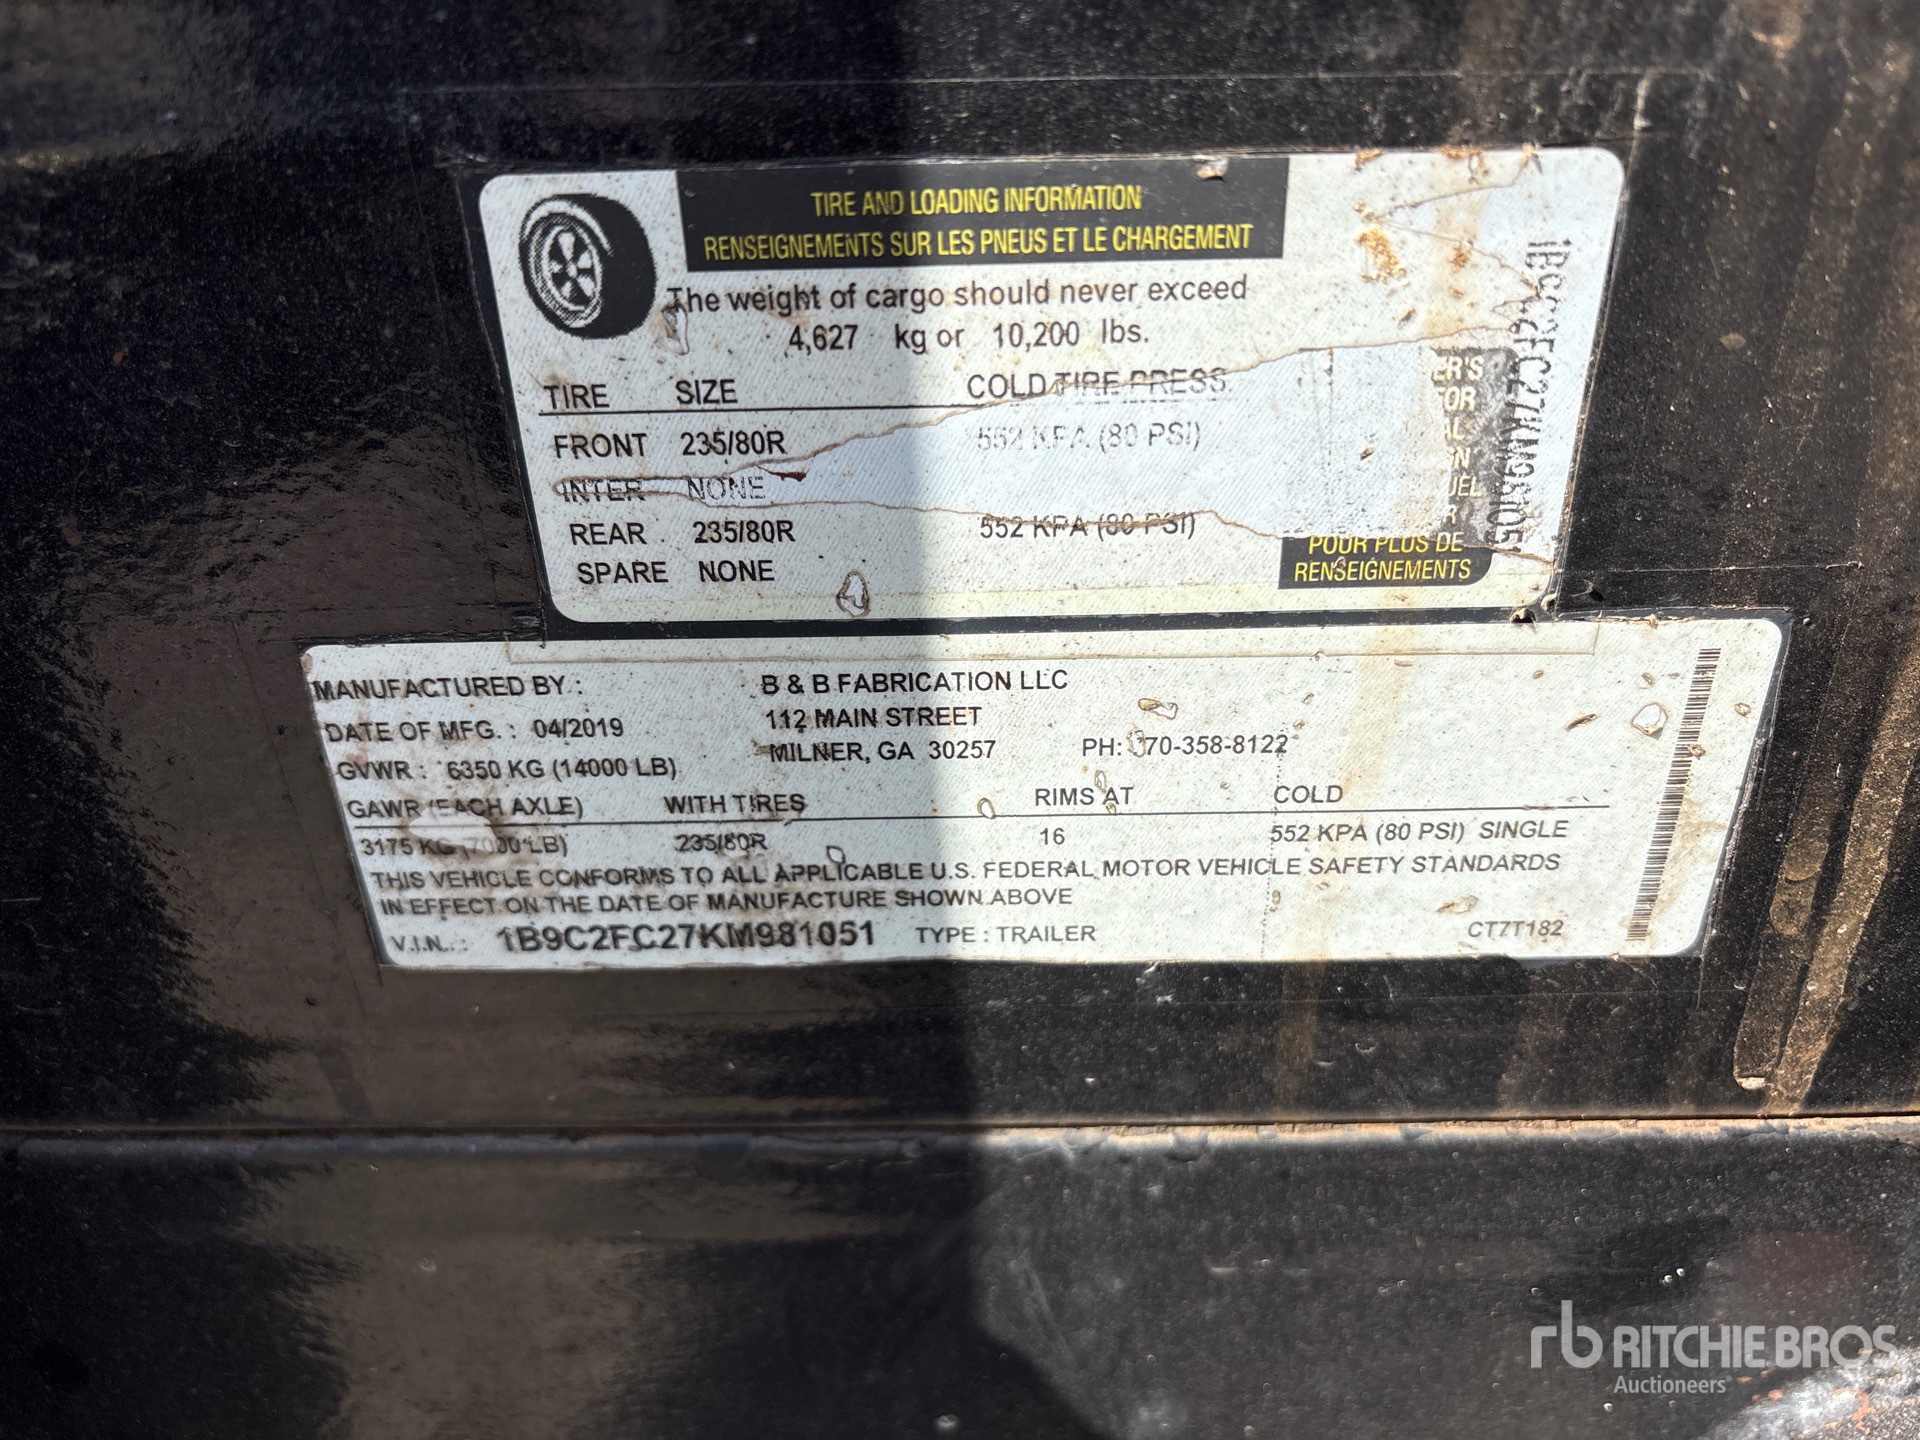 TIRE AND LOADING INFORMATION
RENSEIGNEMENTS SUR LES PNEUS ET LE CHARGEMENT
The weight of cargo should never exceed
4,627 kg or 10,200 lbs.
TIRE SIZE COLD TIRE PRESS.
FRONT 235/80R 552 KPA (80 PSI)
INTER NONE
REAR 235/80R 552 KPA (80 PSI)
SPARE NONE
POUR PLUS DE
RENSEIGNEMENTS
MANUFACTURED BY : B & B FABRICATION LLC
112 MAIN STREET
DATE OF MFG. : 04/2019
MILNER, GA 30257 PH: 70-358-8122
GVWR : 6350 KG (14000 LB)
GAWR (EACH AXLE) WITH TIRES RIMS AT COLD
3175 KG (7000 LB) 235/80R 16 552 KPA (80 PSI) SINGLE
THIS VEHICLE CONFORMS TO ALL APPLICABLE U.S. FEDERAL MOTOR VEHICLE SAFETY STANDARDS
IN EFFECT ON THE DATE OF MANUFACTURE SHOWN ABOVE
V.I.N. : 1B9C2FC27KM981051 TYPE : TRAILER CT7T182
rb RITCHIE BROS
Auctioneers